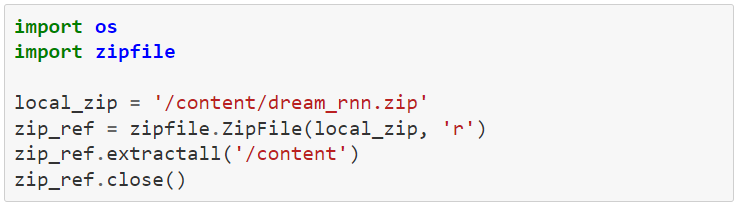 import os
import zipfile

local_zip = '/content/dream_rnn.zip'
zip_ref = zipfile.ZipFile(local_zip, 'r')
zip_ref.extractall('/content')
zip_ref.close()